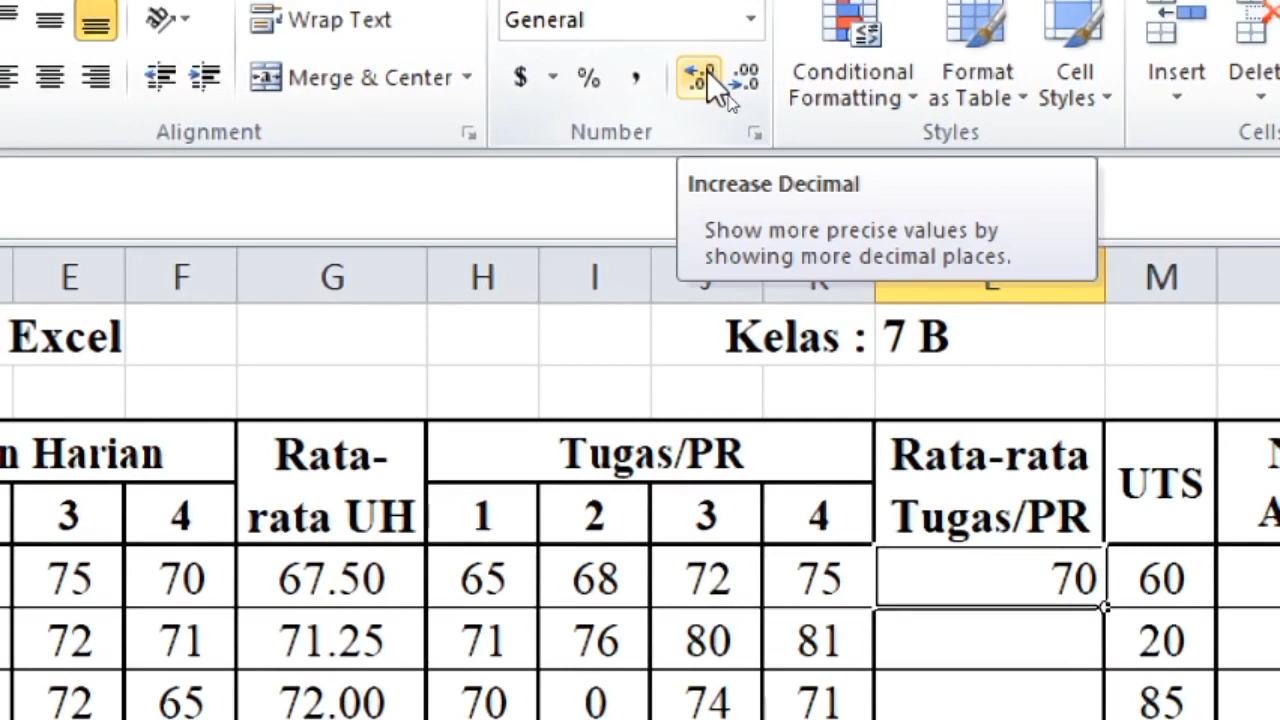 Wrap Text
General
$ % ,
.00
Merge & Center
Conditional Formatting
Format as Table
Cell Styles
Insert
Delet
Alignment
Number
Styles
Cells
Increase Decimal
Show more precise values by
showing more decimal places.
E F G H I M
Excel Kelas : 7 B
n Harian Rata-rata UH Tugas/PR Rata-rata Tugas/PR UTS
3 4 1 2 3 4
75 70 67.50 65 68 72 75 70 60
72 71 71.25 71 76 80 81 20
72 65 72.00 70 0 74 71 85